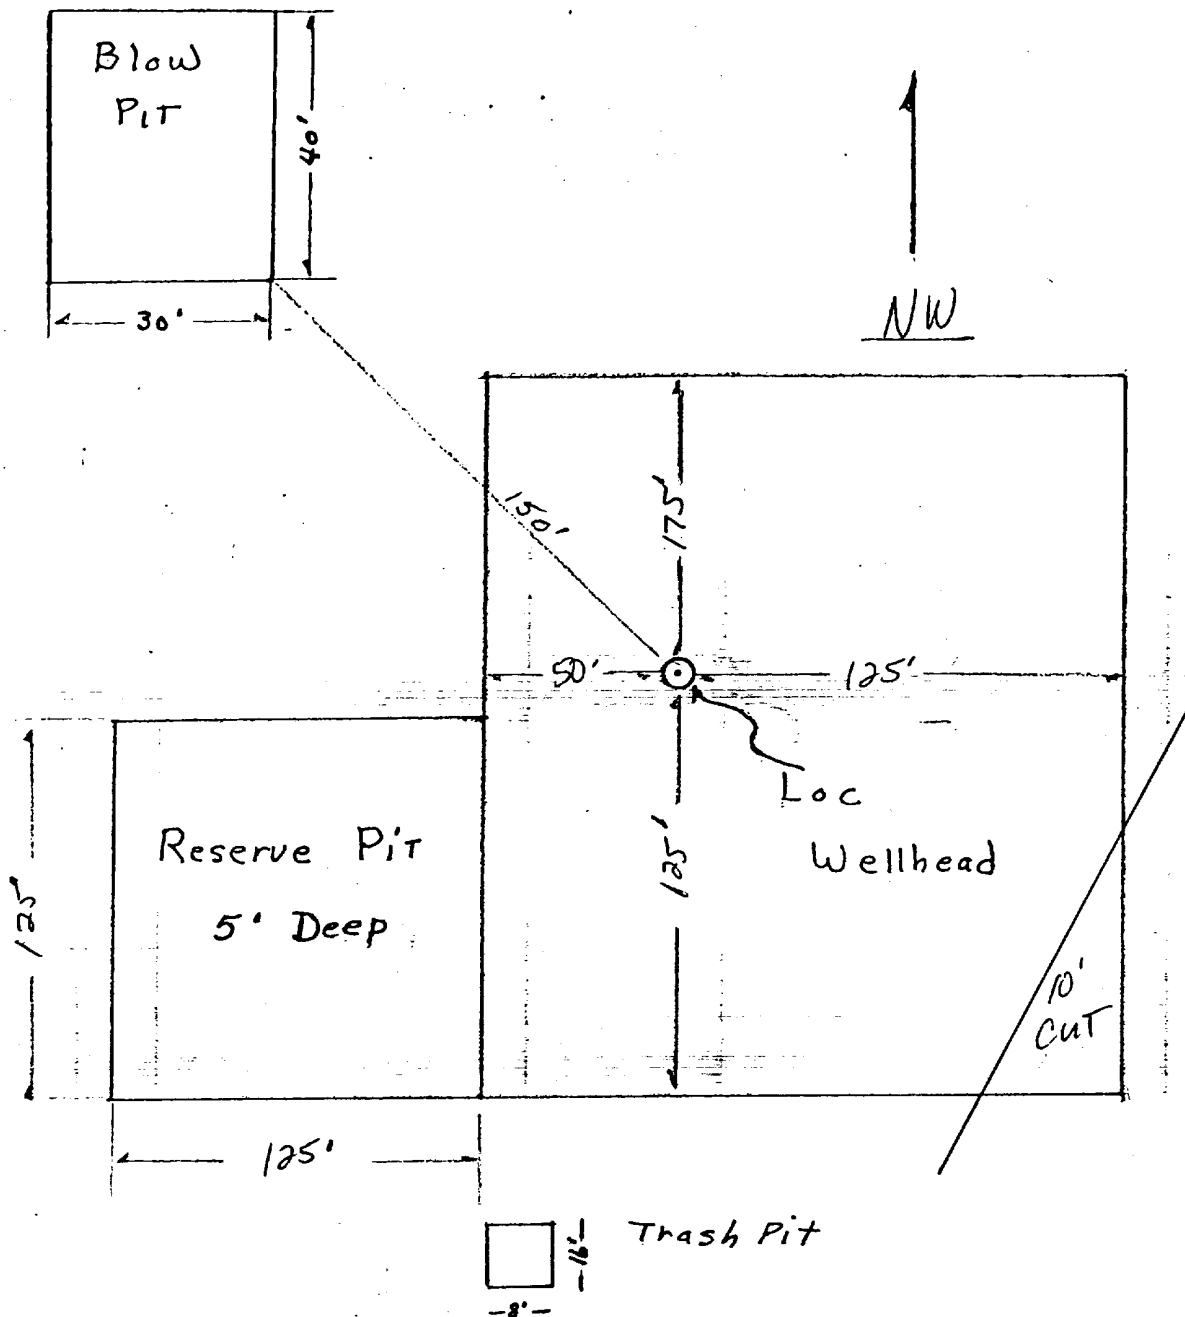 Blow
Pit
40'
30'
NW
150'
175'
50'
125'
Loc
Wellhead
125'
Reserve Pit
5' Deep
125'
10'
CUT
125'
Trash Pit
16'
8'